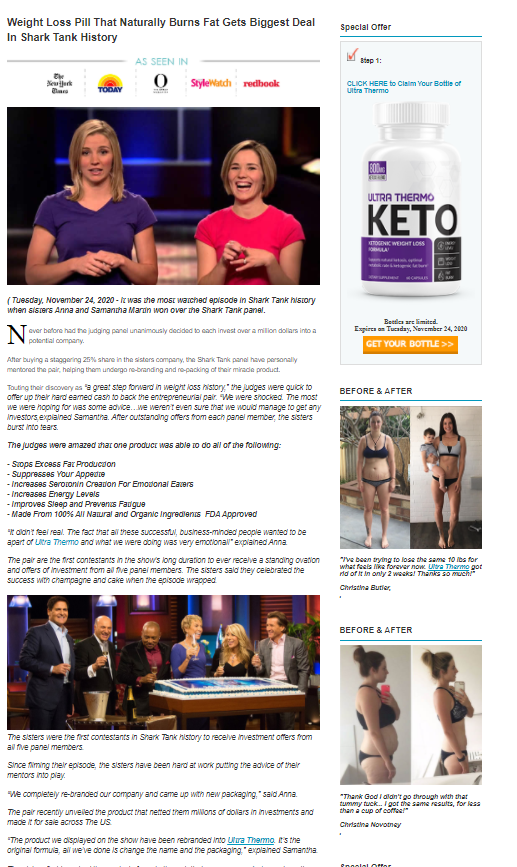 Weight Loss Pill That Naturally Burns Fat Gets Biggest Deal
In Shark Tank History
AS SEEN IN
The
New York
Times
TODAY
O
StyleWatch
redbook
( Tuesday, November 24, 2020 - It was the most watched episode in Shark Tank history
when sisters Anna and Samantha Martin won over the Shark Tank panel.
Never before had the judging panel unanimously decided to each invest over a million dollars into a
potential company.
After buying a staggering 25% share in the sisters company, the Shark Tank panel have personally
mentored the pair, helping them undergo re-branding and re-packing of their miracle product.
Touting their discovery as "a great step forward in weight loss history," the judges were quick to
offer up their hard earned cash to back the entrepreneurial pair. "We were shocked. The most
we were hoping for was some advice...we weren't even sure that we would manage to get any
investors,explained Samantha. After outstanding offers from each panel member, the sisters
burst into tears.
The judges were amazed that one product was able to do all of the following:
- Stops Excess Fat Production
- Suppresses Your Appetite
- Increases Serotonin Creation For Emotional Eaters
- Increases Energy Levels
- Improves Sleep and Prevents Fatigue
- Made From 100% All Natural and Organic Ingredients FDA Approved
"It didn't feel real. The fact that all these successful, business-minded people wanted to be
apart of Ultra Thermo and what we were doing was very emotional!" explained Anna.
The pair are the first contestants in the show's long duration to ever receive a standing ovation
and offers of investment from all five panel members. The sisters said they celebrated the
success with champagne and cake when the episode wrapped.
The sisters were the first contestants in Shark Tank history to receive investment offers from
all five panel members.
Since filming their episode, the sisters have been hard at work putting the advice of their
mentors into play.
"We completely re-branded our company and came up with new packaging," said Anna.
The pair recently unveiled the product that netted them millions of dollars in investments and
made it for sale across The US.
"The product we displayed on the show have been rebranded into Ultra Thermo. It's the
original formula, all we've done is change the name and the packaging," explained Samantha.
Special Offer
Step 1:
CLICK HERE to Claim Your Bottle of
Ultra Thermo
800MG
ULTRA THERMO
KETO
KETOGENIC WEIGHT LOSS
FORMULA
Bottles are limited.
Expires on Tuesday, November 24, 2020
GET YOUR BOTTLE >>
BEFORE & AFTER
"I've been trying to lose the same 10 lbs for
what feels like forever now. Ultra Thermo got
rid of it in only 2 weeks! Thanks so much!"
Christina Butler,
,
BEFORE & AFTER
"Thank God I didn't go through with that
tummy tuck... I got the same results, for less
than a cup of coffee!"
Christina Novotney
,
Special Offer